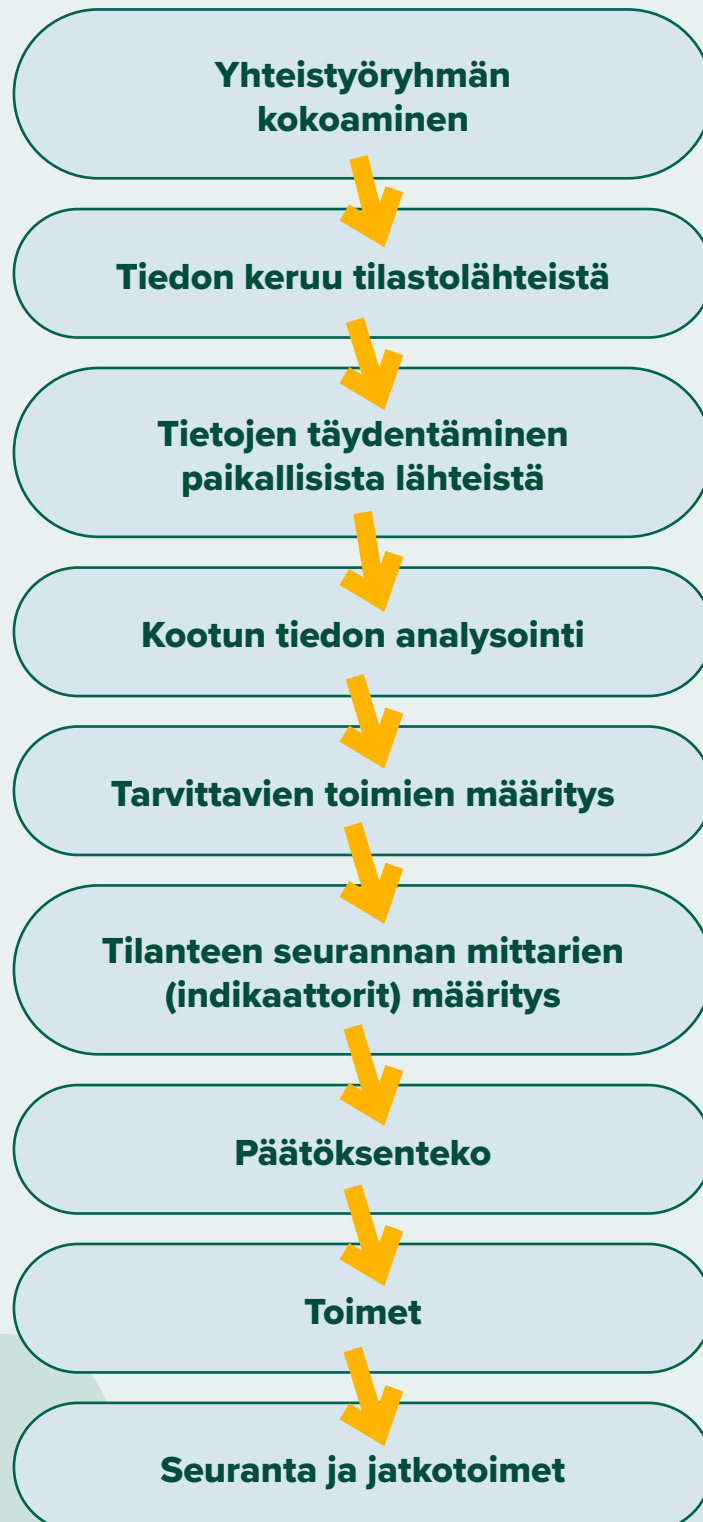 Yhteistyöryhmän
kokoaminen
Tiedon keruu tilastolähteistä
Tietojen täydentäminen
paikallisista lähteistä
Kootun tiedon analysointi
Tarvittavien toimien määritys
Tilanteen seurannan mittarien
(indikaattorit) määritys
Päätöksenteko
Toimet
Seuranta ja jatkotoimet